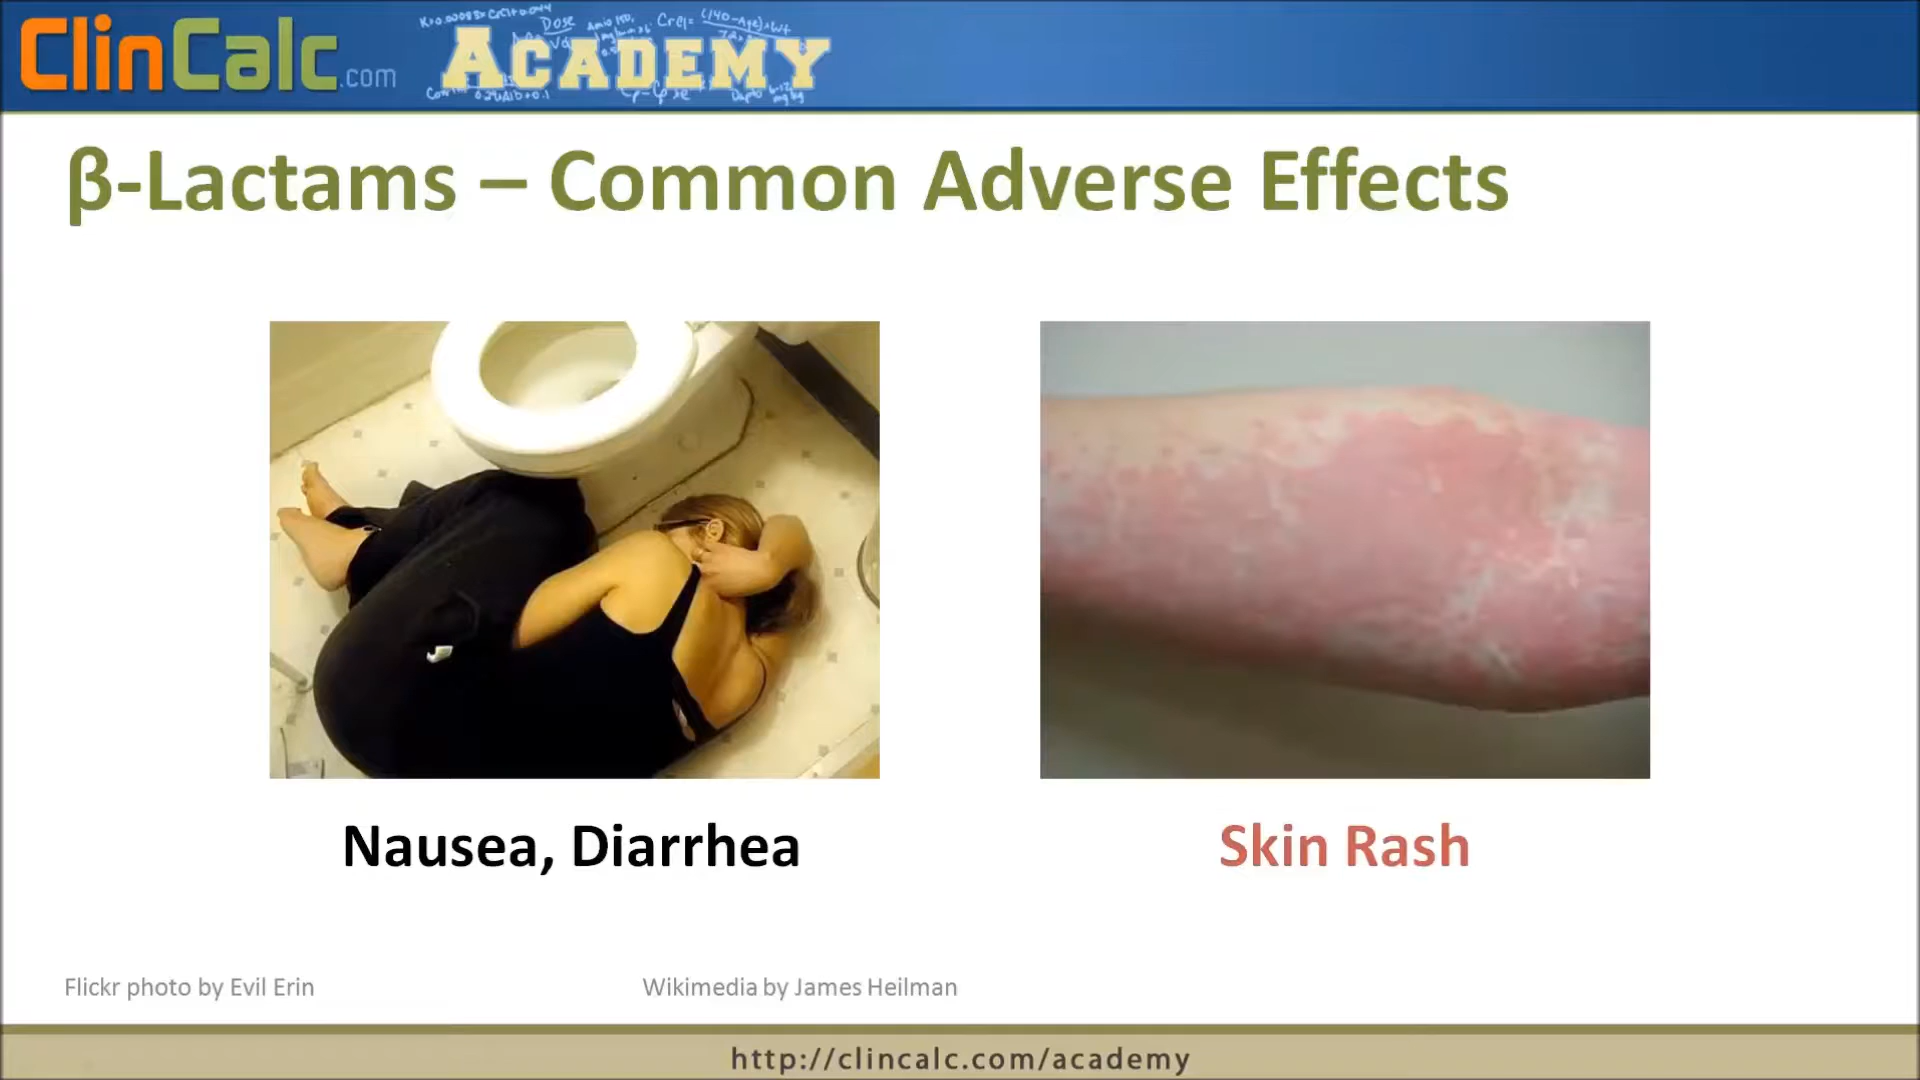 ClinCalc.com ACADEMY
β-Lactams – Common Adverse Effects
Nausea, Diarrhea
Skin Rash
Flickr photo by Evil Erin
Wikimedia by James Heilman
http://clincalc.com/academy